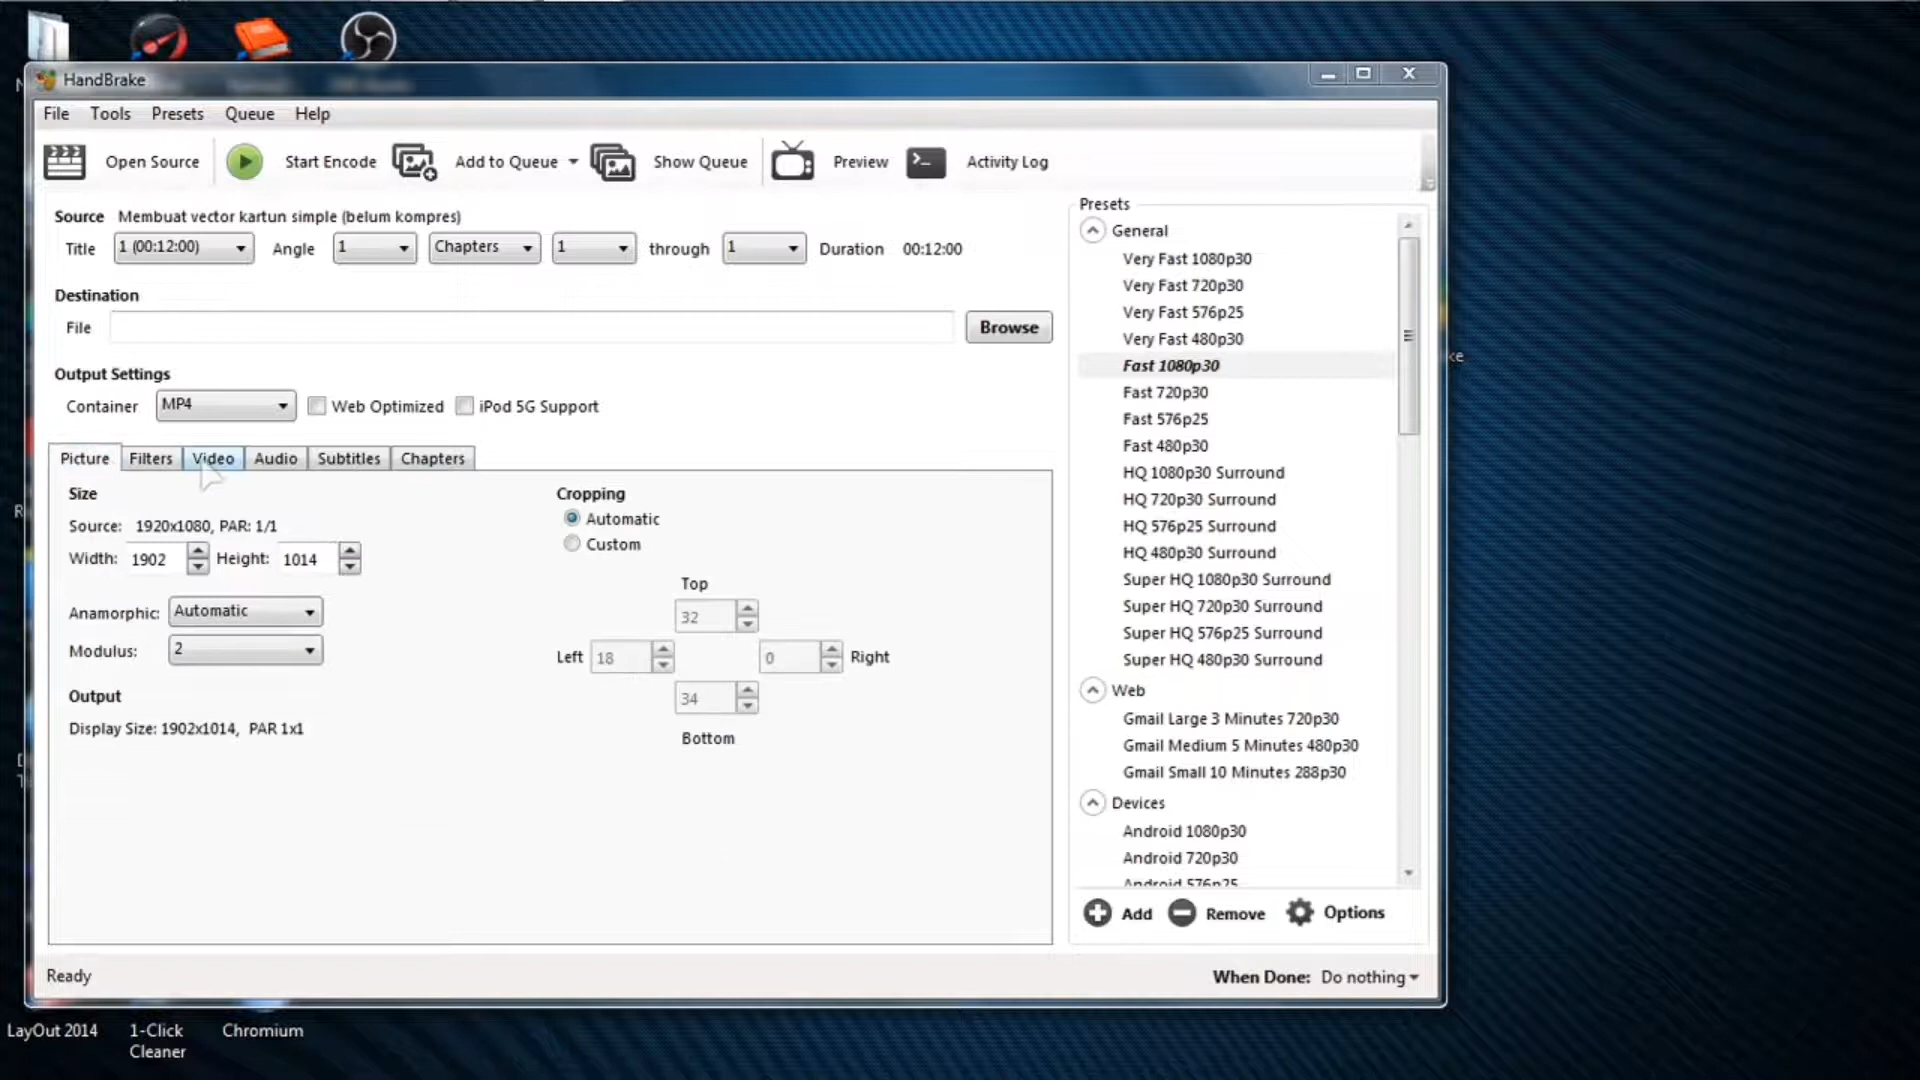 HandBrake
File Tools Presets Queue Help
Open Source Start Encode Add to Queue Show Queue Preview Activity Log
Source Membuat vector kartun simple (belum kompres)
Title 1 (00:12:00) Angle 1 Chapters 1 through 1 Duration 00:12:00
Destination
File Browse
Output Settings
Container MP4 Web Optimized iPod 5G Support
Picture Filters Video Audio Subtitles Chapters
Size
Source: 1920x1080, PAR: 1/1
Width: 1902 Height: 1014
Anamorphic: Automatic
Modulus: 2
Output
Display Size: 1902x1014, PAR 1x1
Cropping
Automatic
Custom
Top
32
Left 18 0 Right
34
Bottom
Presets
General
Very Fast 1080p30
Very Fast 720p30
Very Fast 576p25
Very Fast 480p30
Fast 1080p30
Fast 720p30
Fast 576p25
Fast 480p30
HQ 1080p30 Surround
HQ 720p30 Surround
HQ 576p25 Surround
HQ 480p30 Surround
Super HQ 1080p30 Surround
Super HQ 720p30 Surround
Super HQ 576p25 Surround
Super HQ 480p30 Surround
Web
Gmail Large 3 Minutes 720p30
Gmail Medium 5 Minutes 480p30
Gmail Small 10 Minutes 288p30
Devices
Android 1080p30
Android 720p30
Android 576p25
Add Remove Options
Ready When Done: Do nothing
LayOut 2014 1-Click Chromium
Cleaner